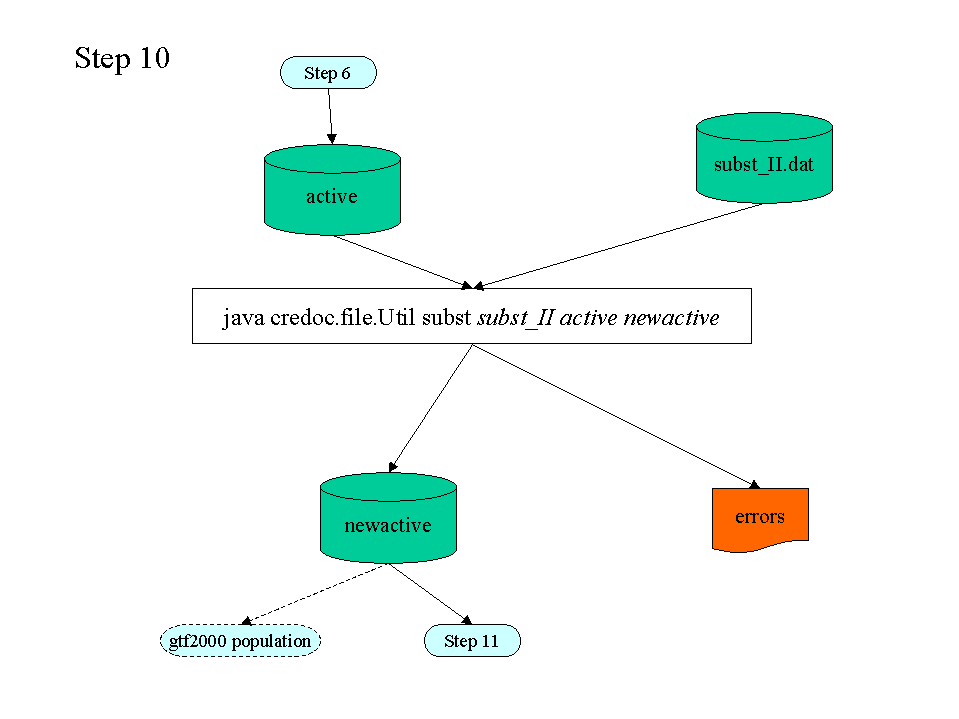 Step 10
Step 6
active
subst_II.dat
java credoc.file.Util subst subst_II active newactive
newactive
errors
gtf2000 population
Step 11